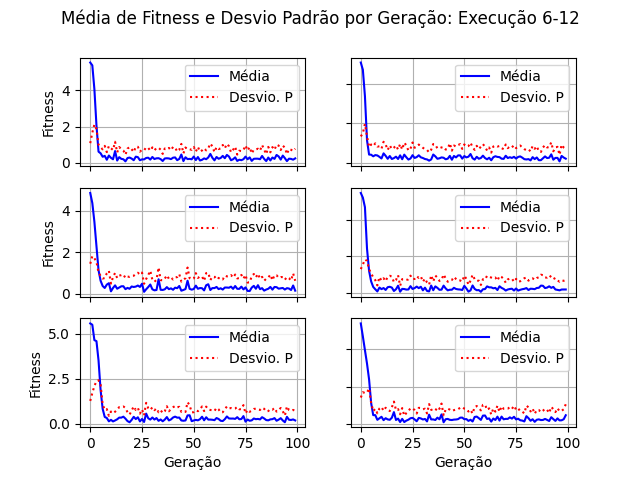 Média de Fitness e Desvio Padrão por Geração: Execução 6-12
Fitness
4
2
0
Média
Desvio. P
Média
Desvio. P
Fitness
4
2
0
Média
Desvio. P
Média
Desvio. P
Fitness
5.0
2.5
0.0
Média
Desvio. P
Média
Desvio. P
0 25 50 75 100
Geração
0 25 50 75 100
Geração